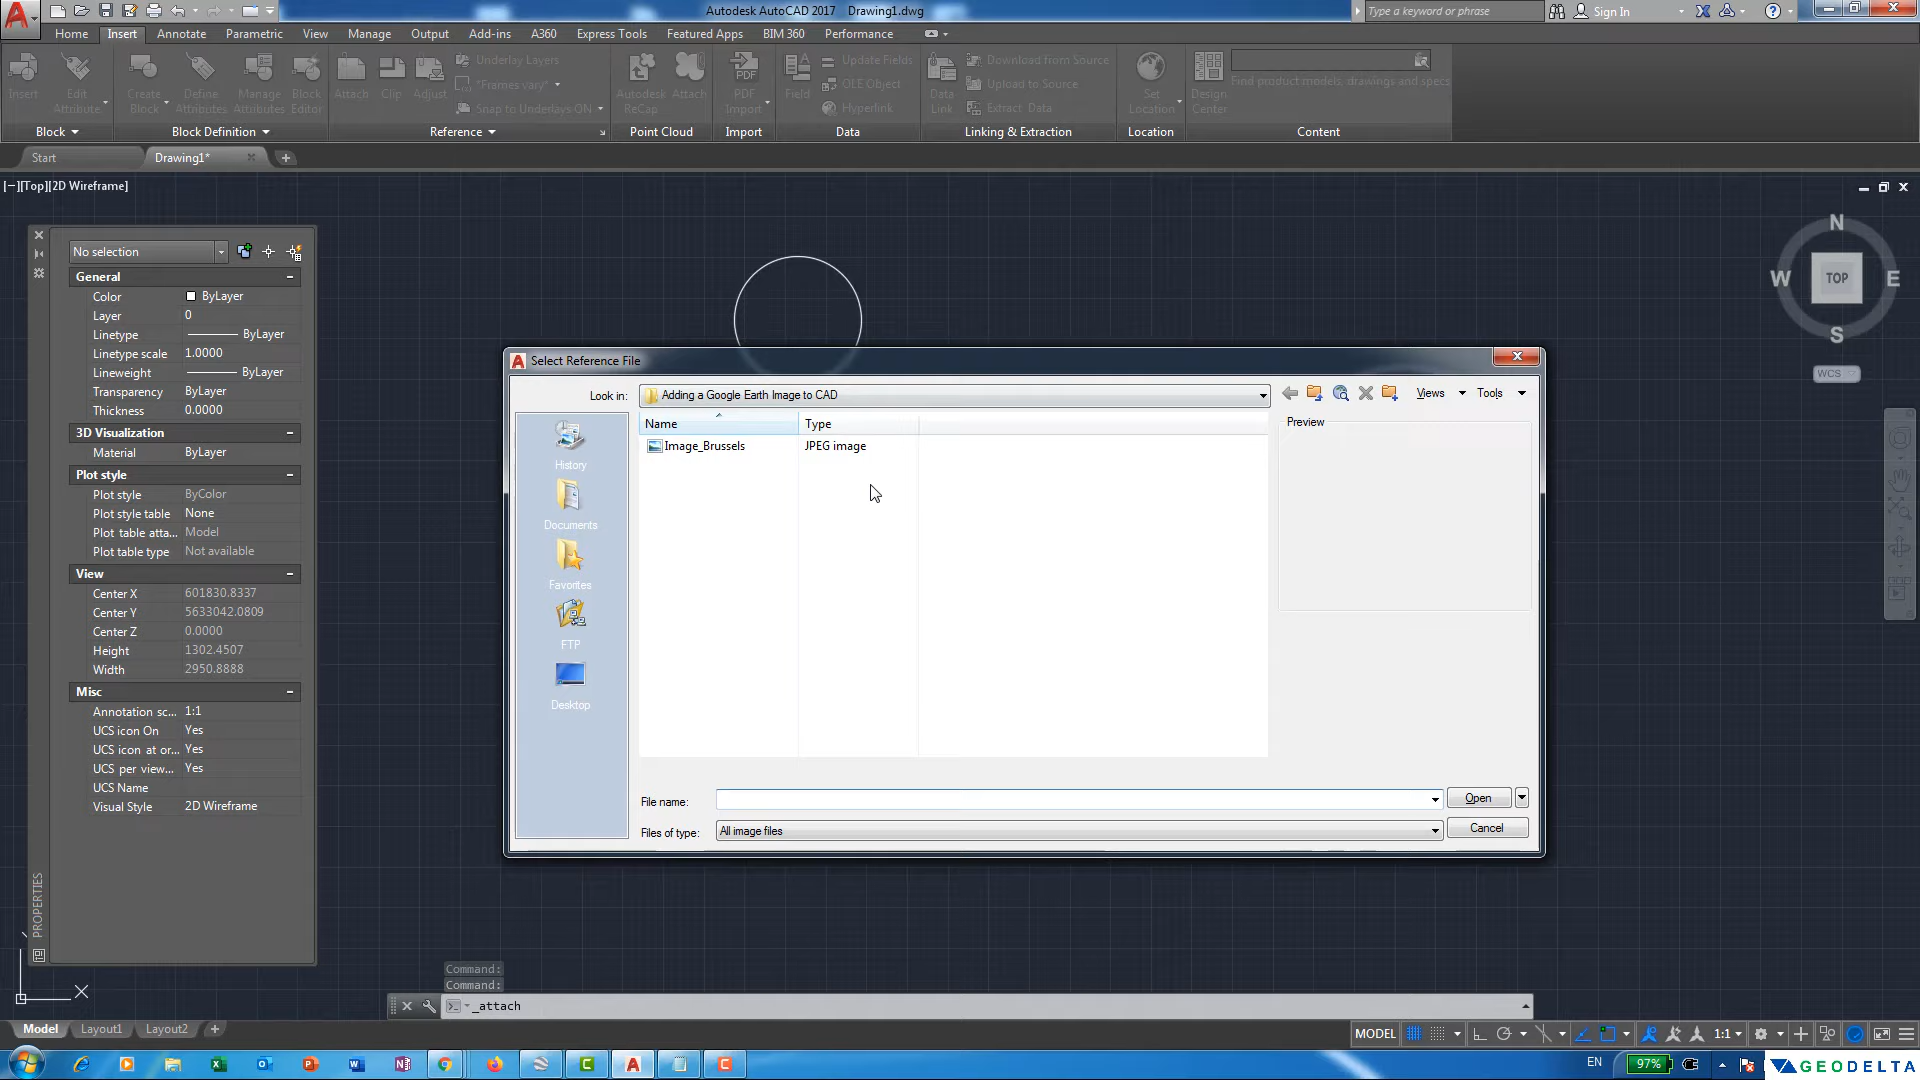 Autodesk AutoCAD 2017 Drawing1.dwg
Type a keyword or phrase
Sign In
Home Insert Annotate Parametric View Manage Output Add-ins A360 Express Tools Featured Apps BIM 360 Performance
Insert
Edit Attribute
Create Block
Define Attributes
Manage Attributes
Block Editor
Attach
Clip
Adjust
Underlay Layers
*Frames vary*
Snap to Underlays ON
Autodesk ReCap
Attach
PDF Import
Field
Update Fields
OLE Object
Hyperlink
Data Link
Download from Source
Upload to Source
Extract Data
Set Location
Design Center
Find product models, drawings and specs
Block Block Definition Reference Point Cloud Import Data Linking & Extraction Location Content
Start Drawing1*
[−][Top][2D Wireframe]
N
W TOP E
S
WCS
No selection
General
Color ByLayer
Layer 0
Linetype ByLayer
Linetype scale 1.0000
Lineweight ByLayer
Transparency ByLayer
Thickness 0.0000
3D Visualization
Material ByLayer
Plot style
Plot style ByColor
Plot style table None
Plot table atta... Model
Plot table type Not available
View
Center X 601830.8337
Center Y 5633042.0809
Center Z 0.0000
Height 1302.4507
Width 2950.8888
Misc
Annotation sc... 1:1
UCS icon On Yes
UCS icon at or... Yes
UCS per view... Yes
UCS Name
Visual Style 2D Wireframe
PROPERTIES
Select Reference File
Look in: Adding a Google Earth Image to CAD Views Tools
Name Type Preview
Image_Brussels JPEG image
History
Documents
Favorites
FTP
Desktop
File name: Open
Files of type: All image files Cancel
Command:
Command:
_attach
X
Model Layout1 Layout2
MODEL 1:1
EN 97% GEODELTA